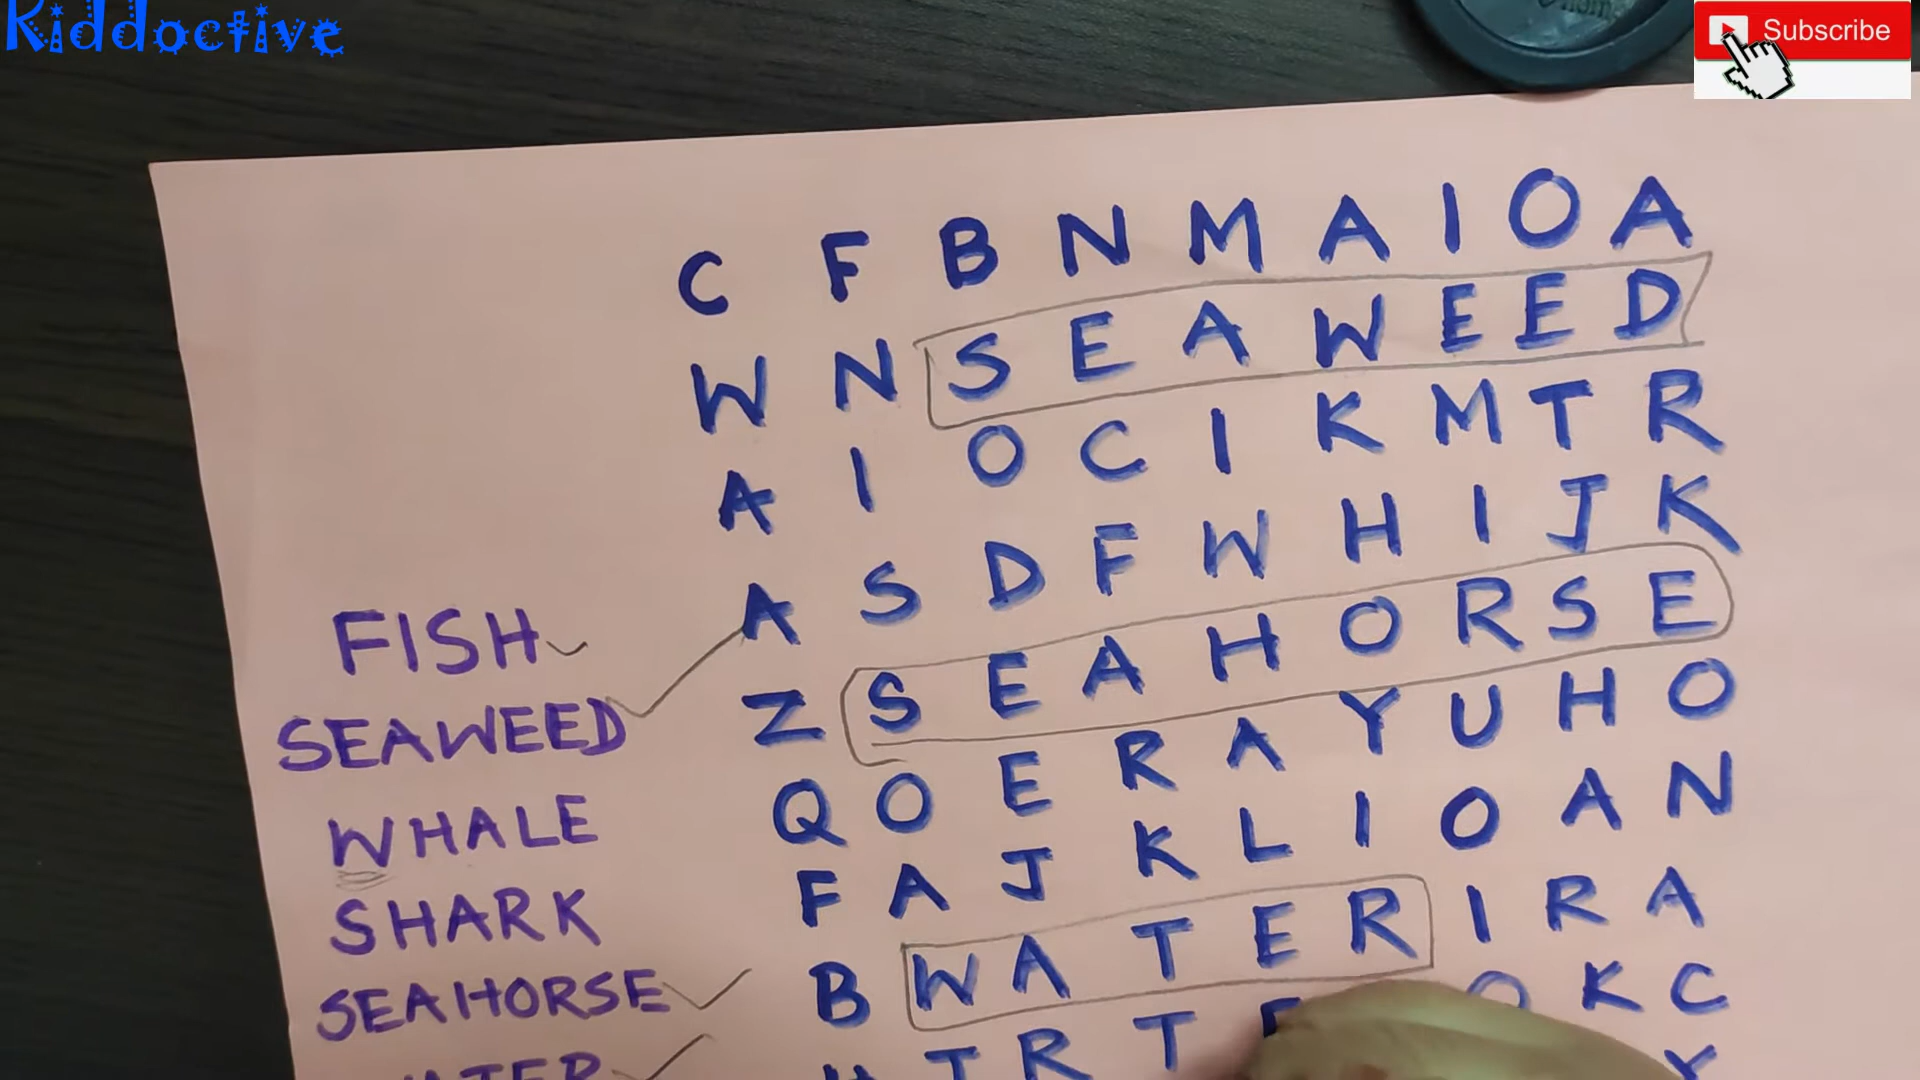 Kiddoctive
Subscribe
C F B N M A I O A
W N S E A W E E D
A I O C I K M T R
A S D F W H I J K
Z S E A H O R S E
Q O E R A Y U H O
F A J K L I O A N
B W A T E R I R A
T R T K C
FISH
SEAWEED
WHALE
SHARK
SEAHORSE